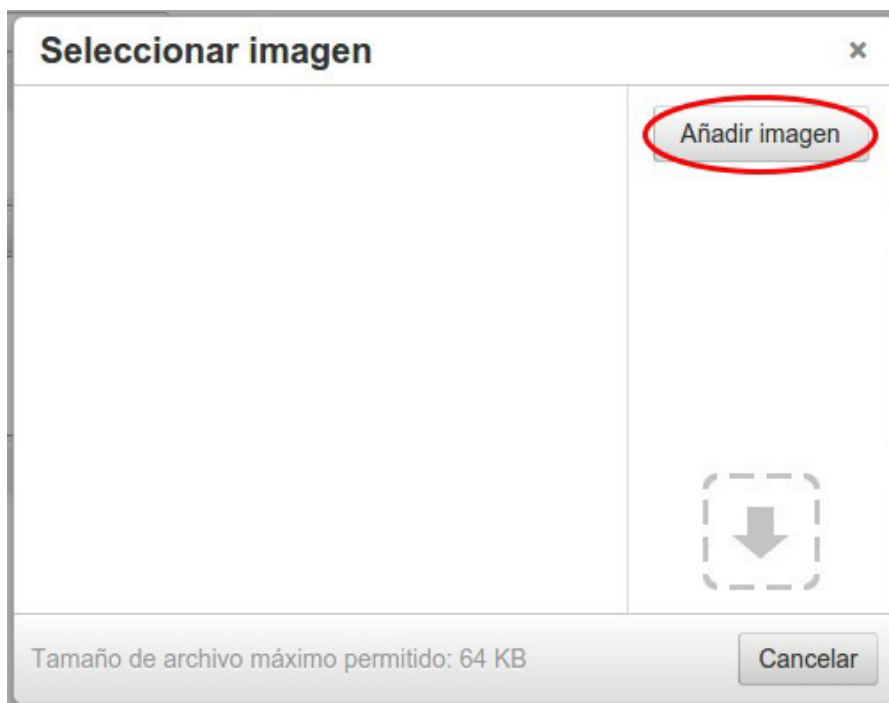 Seleccionar imagen
×
Añadir imagen
Tamaño de archivo máximo permitido: 64 KB
Cancelar